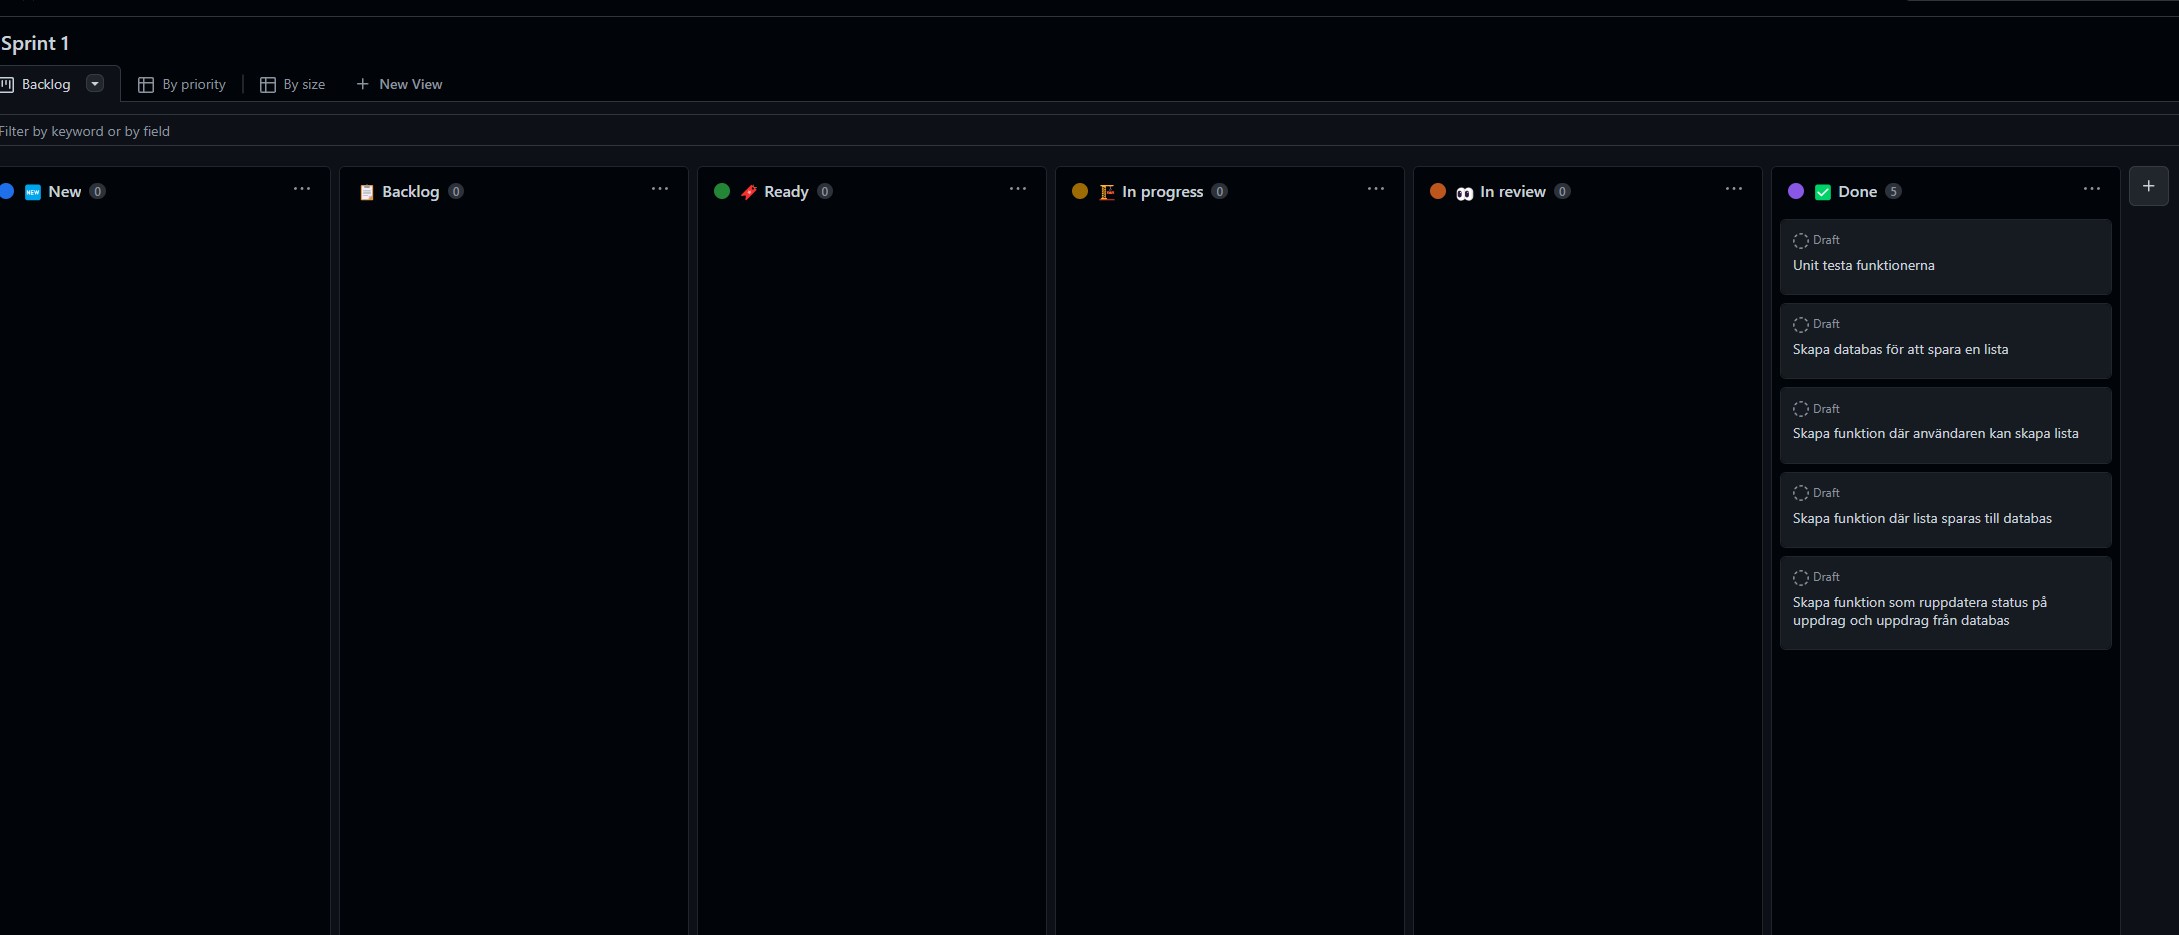 Sprint 1
Backlog By priority By size New View
Filter by keyword or by field
New 0
Backlog 0
Ready 0
In progress 0
In review 0
Done 5
Draft
Unit testa funktionerna
Draft
Skapa databas för att spara en lista
Draft
Skapa funktion där användaren kan skapa lista
Draft
Skapa funktion där lista sparas till databas
Draft
Skapa funktion som ruppdatera status på
uppdrag och uppdrag från databas